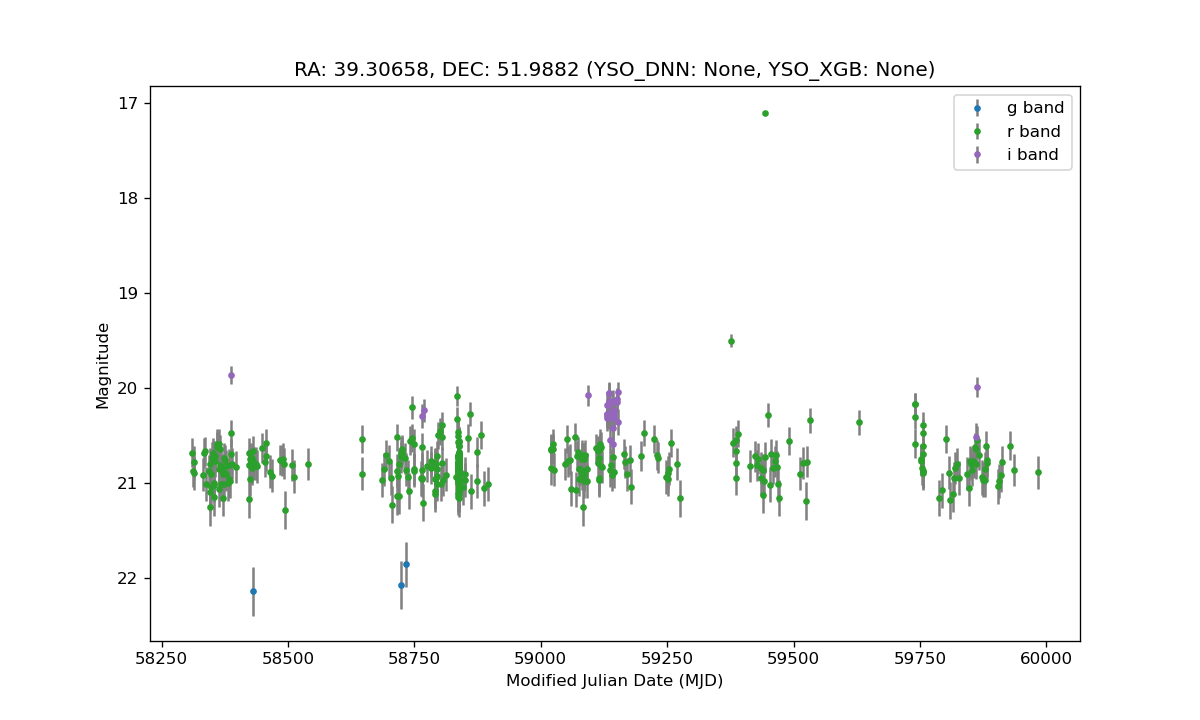 RA: 39.30658, DEC: 51.9882 (YSO_DNN: None, YSO_XGB: None)
17
18
19
20
21
22
Magnitude
g band
r band
i band
58250 58500 58750 59000 59250 59500 59750 60000
Modified Julian Date (MJD)